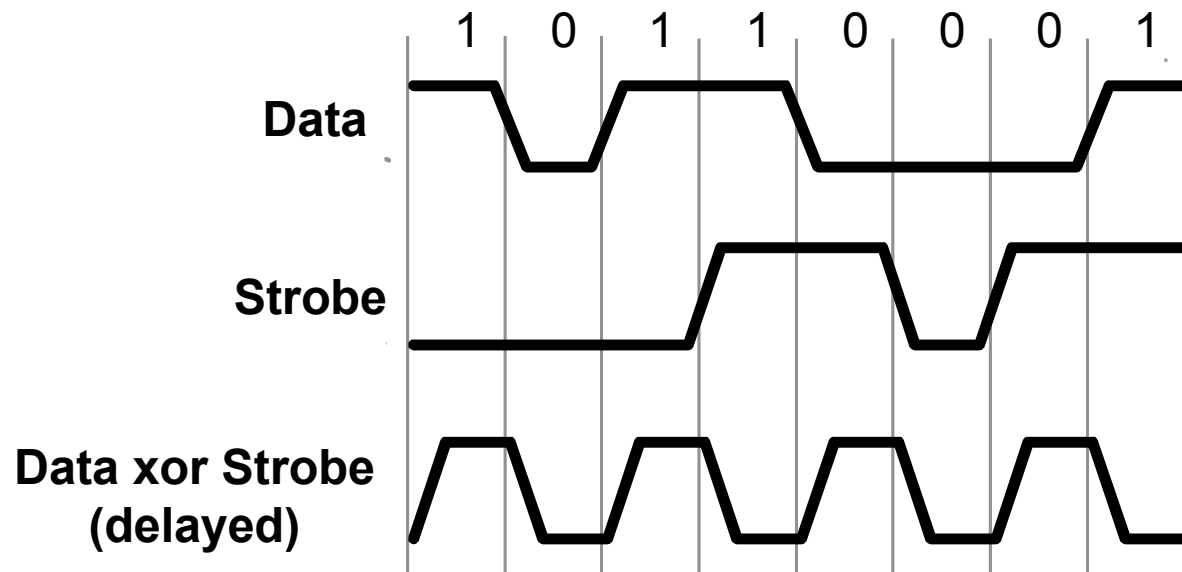 1 0 1 1 0 0 0 1
Data
Strobe
Data xor Strobe
(delayed)